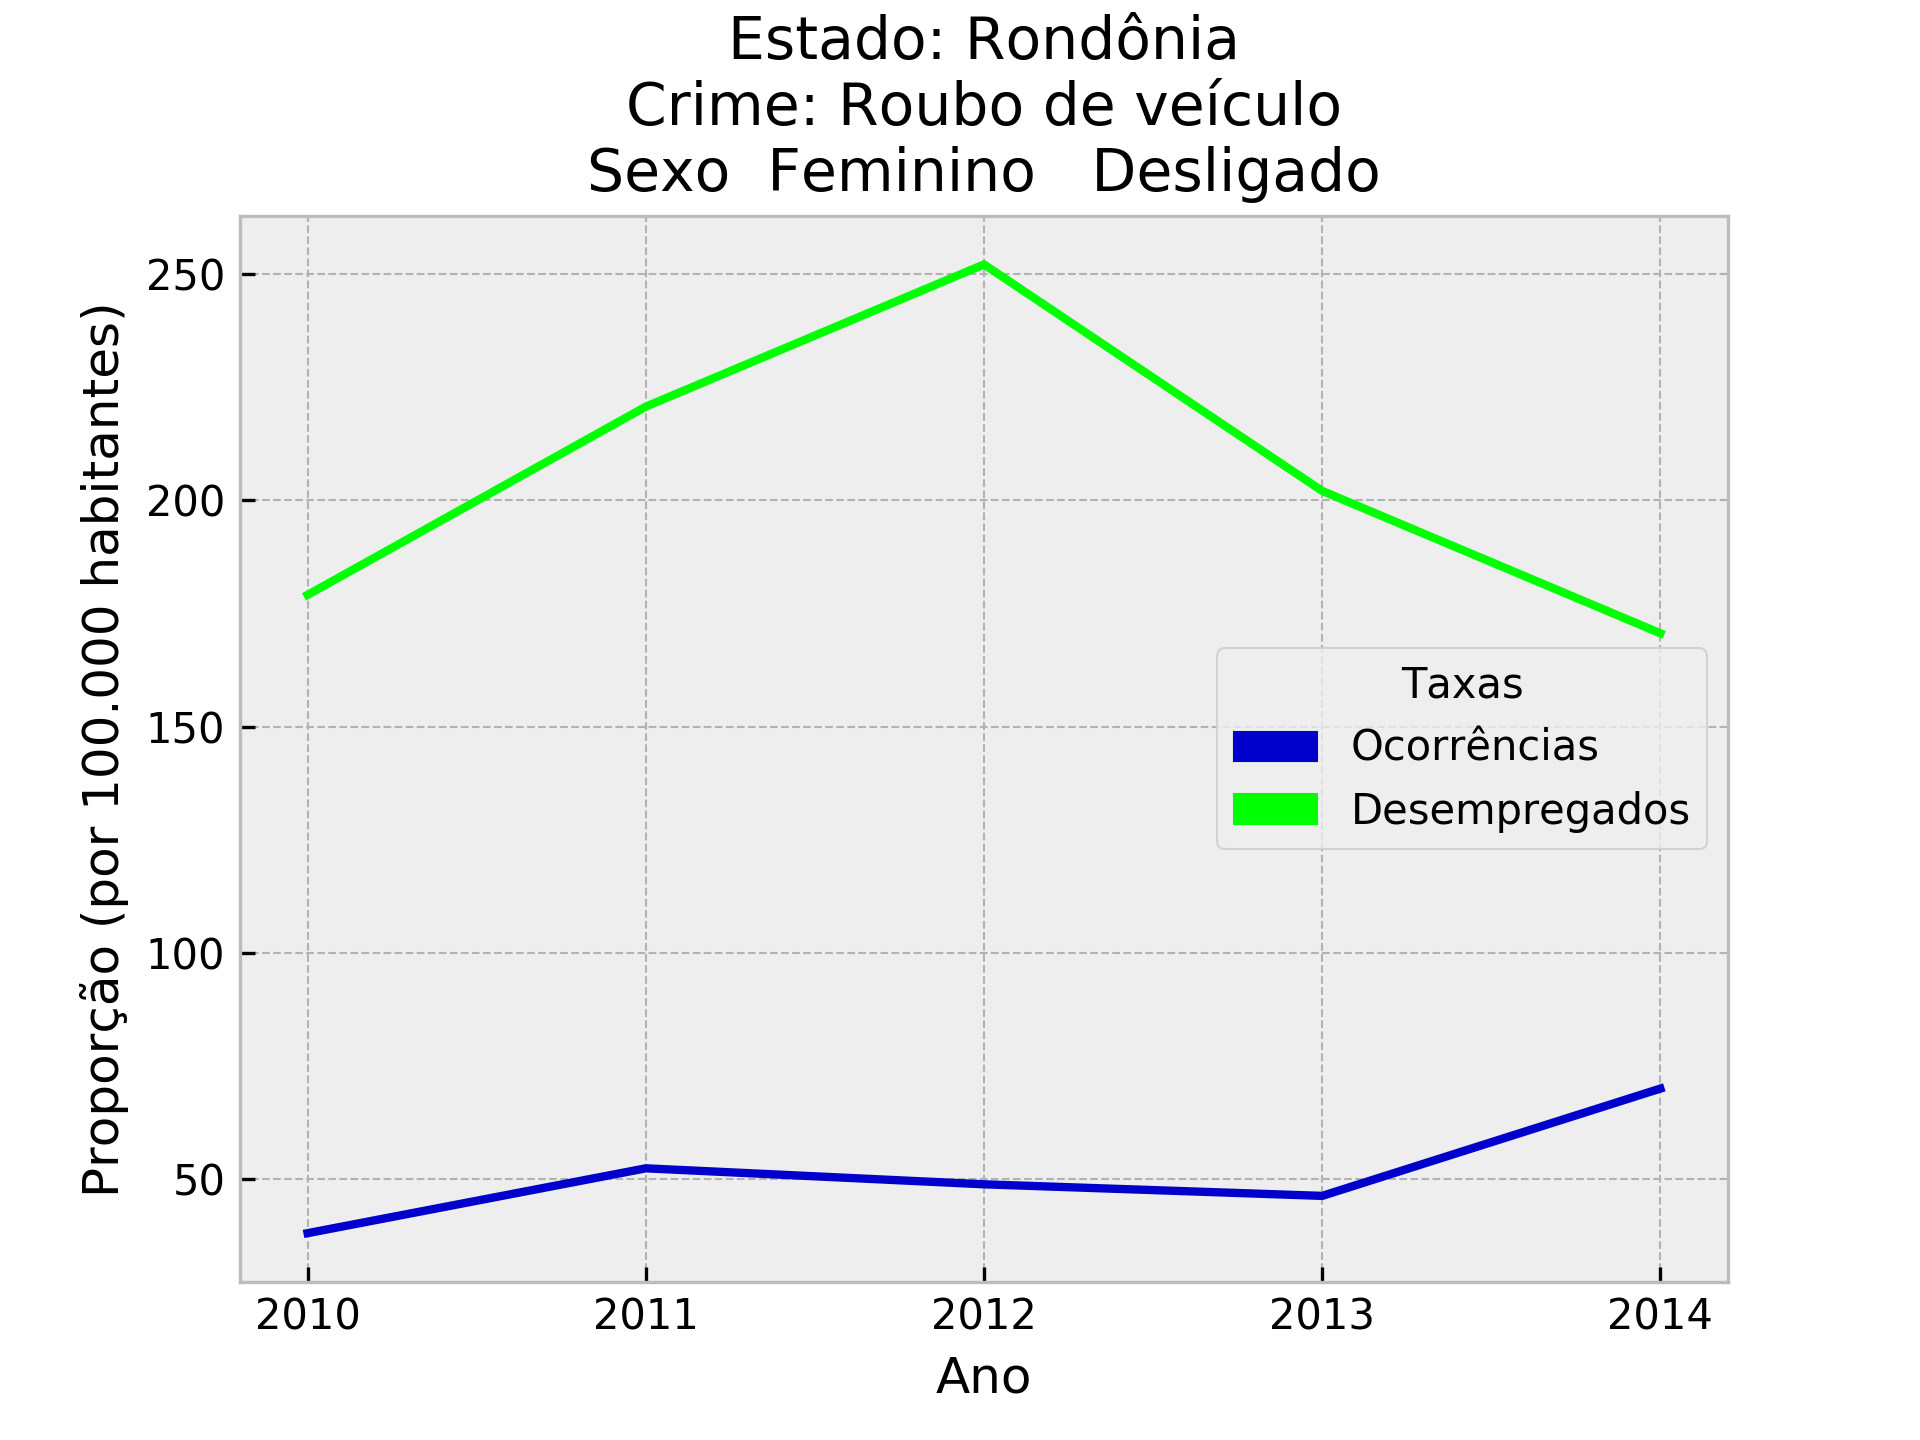 Estado: Rondônia
Crime: Roubo de veículo
Sexo  Feminino   Desligado
Proporção (por 100.000 habitantes)
250
200
150
100
50
Taxas
Ocorrências
Desempregados
2010 2011 2012 2013 2014
Ano